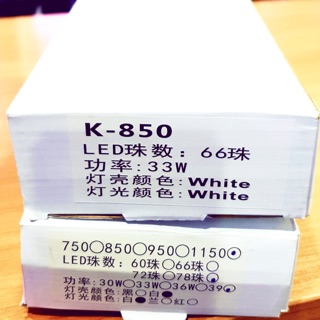 K-850
LED珠数：66珠
功率:33W
灯壳颜色:White
灯光颜色:White
750○850○950○1150○
LED珠数：60珠○66珠○
72珠○78珠○
功率:30W○33W○36W○39○
灯壳颜色:黑○白●
灯光颜色:白●兰○红○